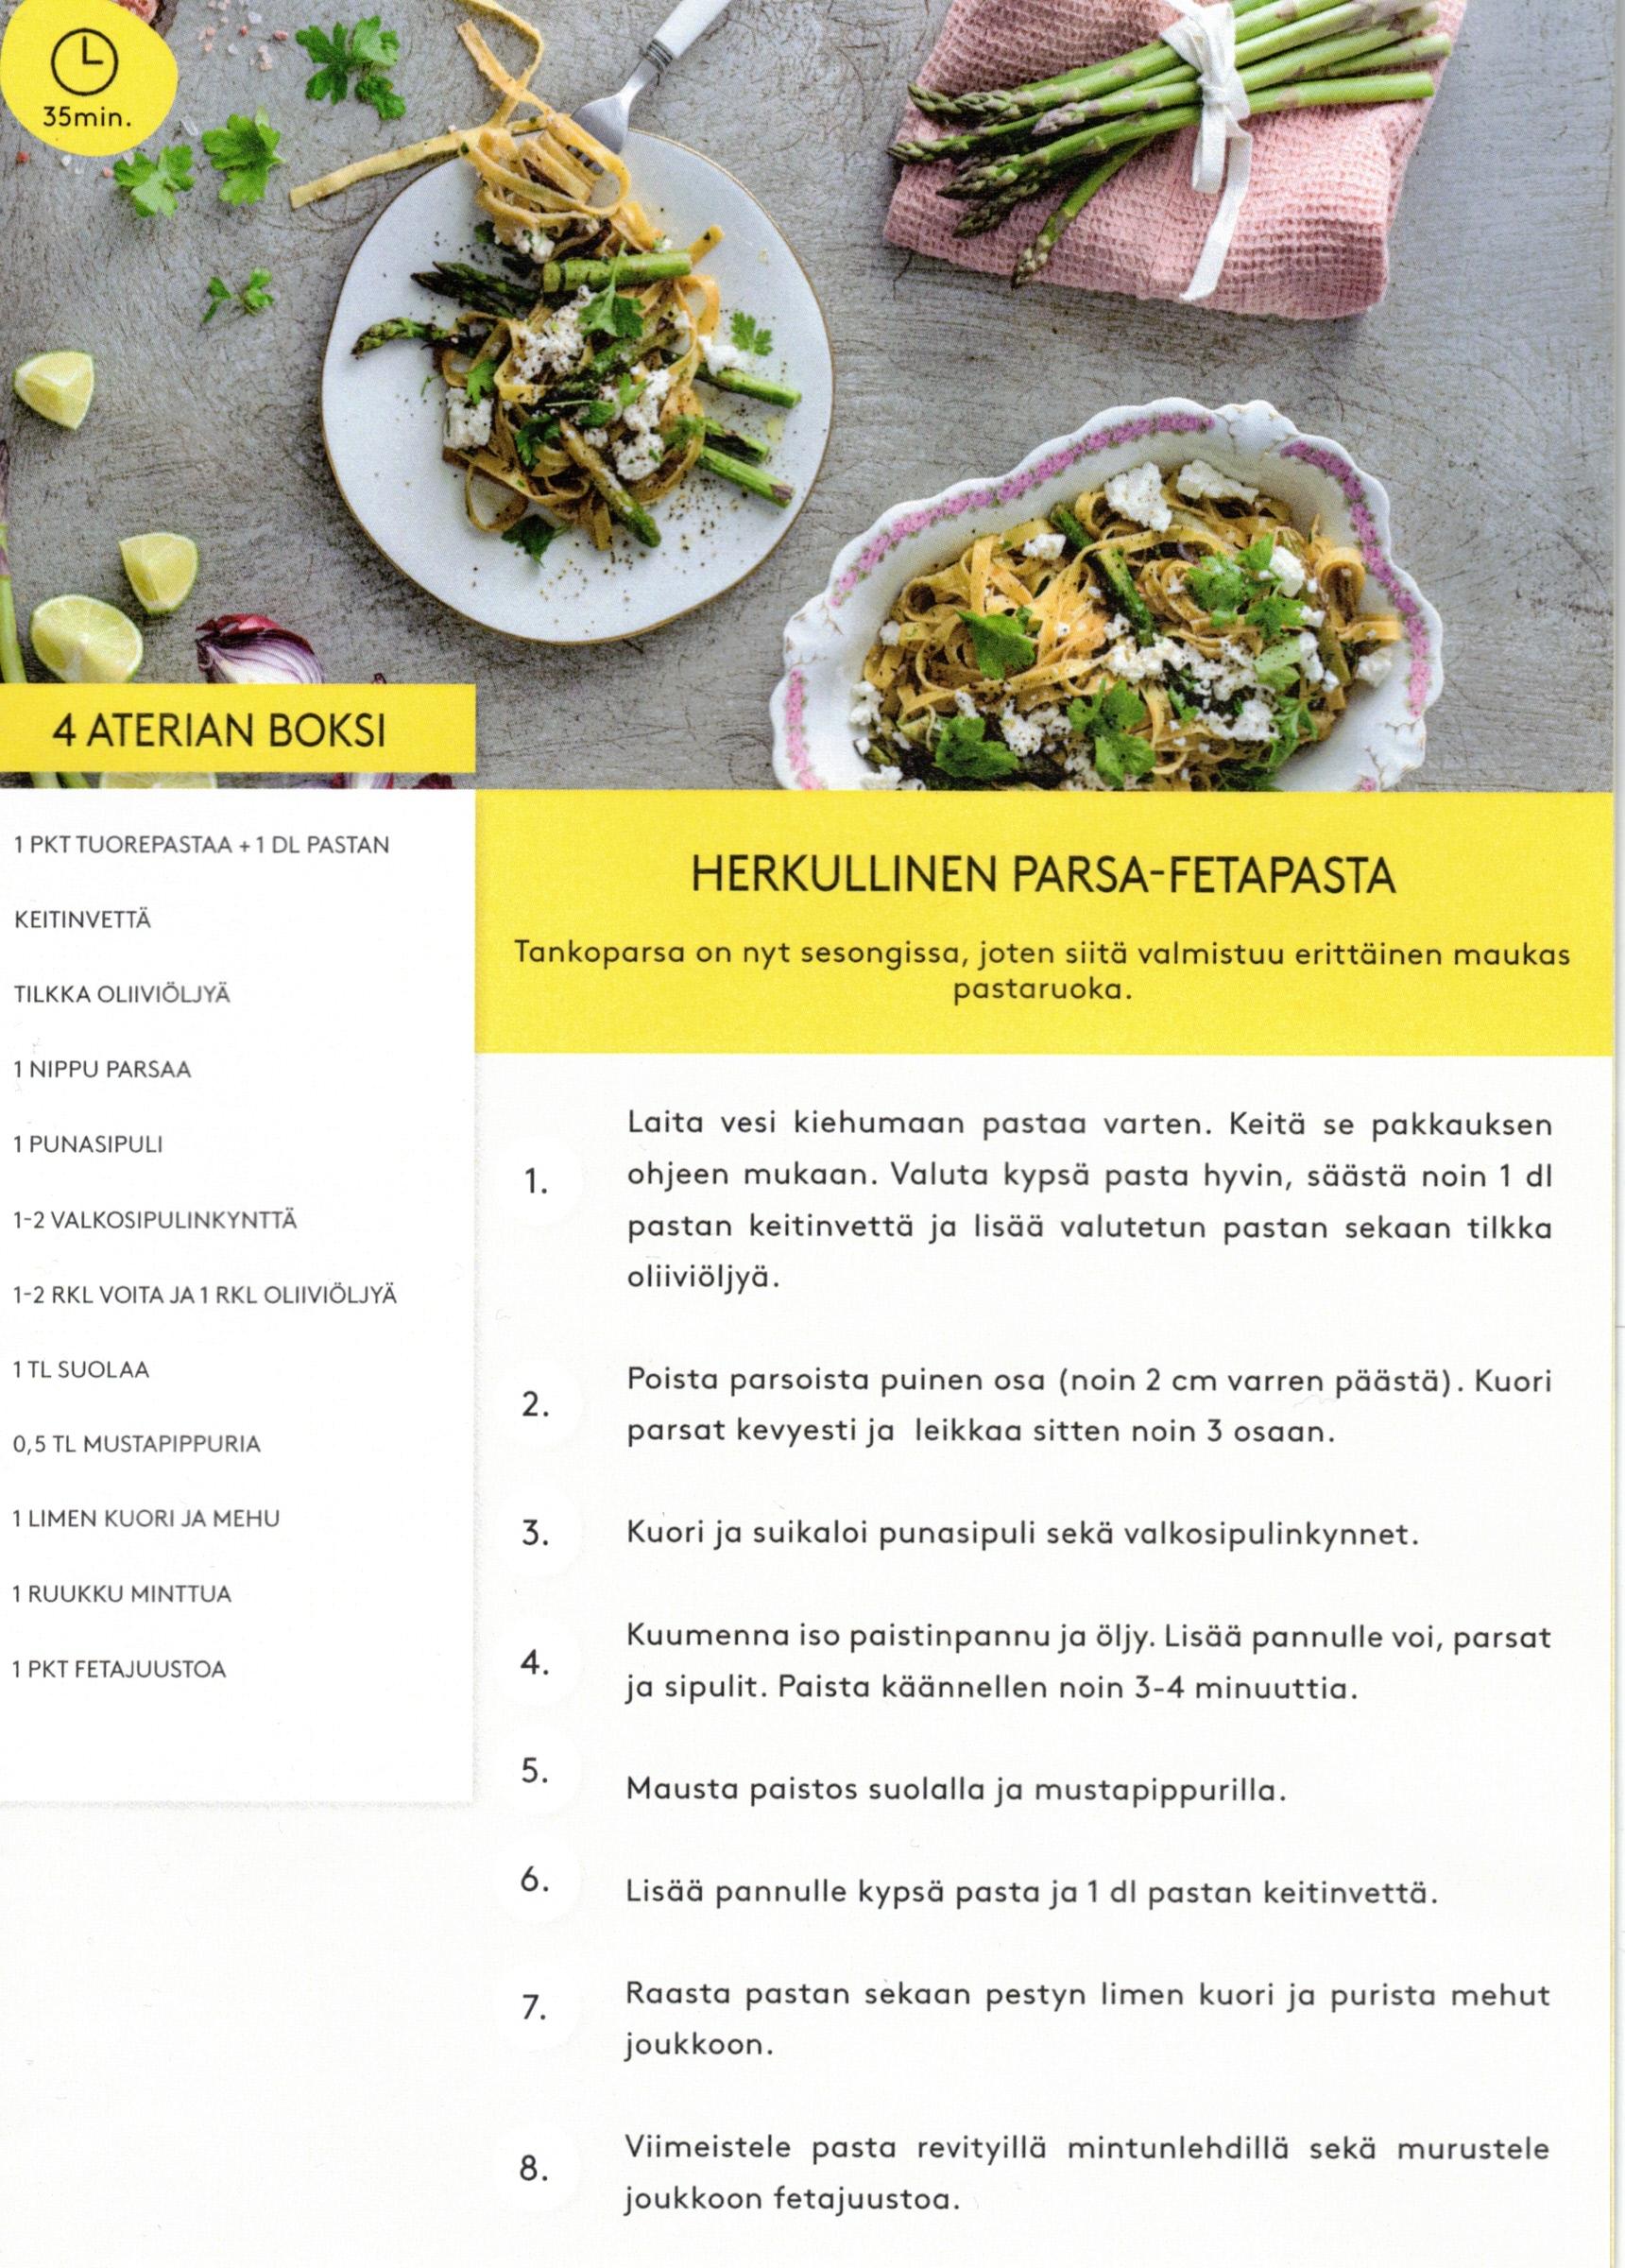 35min.
4 ATERIAN BOKSI
1 PKT TUOREPASTAA + 1 DL PASTAN
KEITINVETTÄ
TILKKA OLIIVIÖLJYÄ
1 NIPPU PARSAA
1 PUNASIPULI
1-2 VALKOSIPULINKYNTTÄ
1-2 RKL VOITA JA 1 RKL OLIIVIÖLJYÄ
1 TL SUOLAA
0,5 TL MUSTAPIPPURIA
1 LIMEN KUORI JA MEHU
1 RUUKKU MINTTUA
1 PKT FETAJUUSTOA
HERKULLINEN PARSA-FETAPASTA
Tankoparsa on nyt sesongissa, joten siitä valmistuu erittäinen maukas
pastaruoka.
1. Laita vesi kiehumaan pastaa varten. Keitä se pakkauksen
ohjeen mukaan. Valuta kypsä pasta hyvin, säästä noin 1 dl
pastan keitinvettä ja lisää valutetun pastan sekaan tilkka
oliiviöljyä.
2. Poista parsoista puinen osa (noin 2 cm varren päästä). Kuori
parsat kevyesti ja leikkaa sitten noin 3 osaan.
3. Kuori ja suikaloi punasipuli sekä valkosipulinkynnet.
4. Kuumenna iso paistinpannu ja öljy. Lisää pannulle voi, parsat
ja sipulit. Paista käännellen noin 3-4 minuuttia.
5. Mausta paistos suolalla ja mustapippurilla.
6. Lisää pannulle kypsä pasta ja 1 dl pastan keitinvettä.
7. Raasta pastan sekaan pestyn limen kuori ja purista mehut
joukkoon.
8. Viimeistele pasta revityillä mintunlehdillä sekä murustele
joukkoon fetajuustoa.